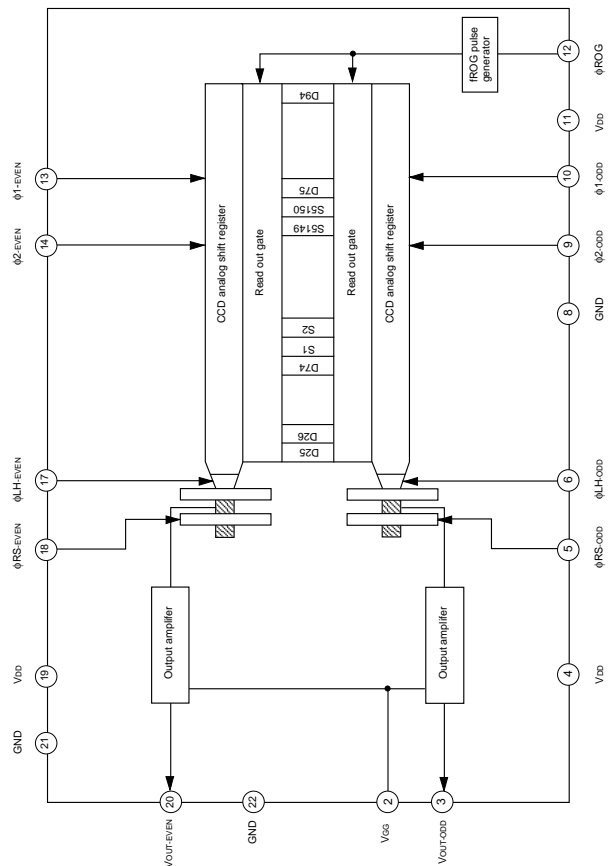 φROG
12
fROG pulse
generator
VDD
11
φ1-ODD
10
φ2-ODD
9
GND
8
φLH-ODD
6
φRS-ODD
5
VDD
4
13
φ1-EVEN
14
φ2-EVEN
17
φLH-EVEN
18
φRS-EVEN
19
VDD
21
GND
CCD analog shift register
Read out gate
D94
D75
S5150
S5149
S2
S1
D74
D26
D25
Read out gate
CCD analog shift register
Output amplifer
Output amplifer
20
VOUT-EVEN
22
GND
2
VGG
3
VOUT-ODD